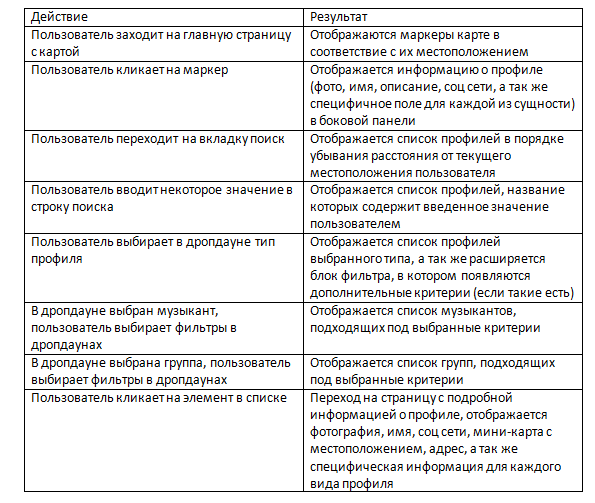 Действие
Результат
Пользователь заходит на главную страницу
с картой
Отображаются маркеры карте в
соответствие с их местоположением
Пользователь кликает на маркер
Отображается информацию о профиле
(фото, имя, описание, соц сети, а так же
специфичное поле для каждой из сущности)
в боковой панели
Пользователь переходит на вкладку поиск
Отображается список профилей в порядке
убывания расстояния от текущего
местоположения пользователя
Пользователь вводит некоторое значение в
строку поиска
Отображается список профилей, название
которых содержит введенное значение
пользователем
Пользователь выбирает в дропдауне тип
профиля
Отображается список профилей
выбранного типа, а так же расширяется
блок фильтра, в котором появляются
дополнительные критерии (если такие есть)
В дропдауне выбран музыкант,
пользователь выбирает фильтры в
дропдаунах
Отображается список музыкантов,
подходящих под выбранные критерии
В дропдауне выбрана группа, пользователь
выбирает фильтры в дропдаунах
Отображается список групп, подходящих
под выбранные критерии
Пользователь кликает на элемент в списке
Переход на страницу с подробной
информацией о профиле, отображается
фотография, имя, соц сети, мини-карта с
местоположением, адрес, а так же
специфическая информация для каждого
вида профиля